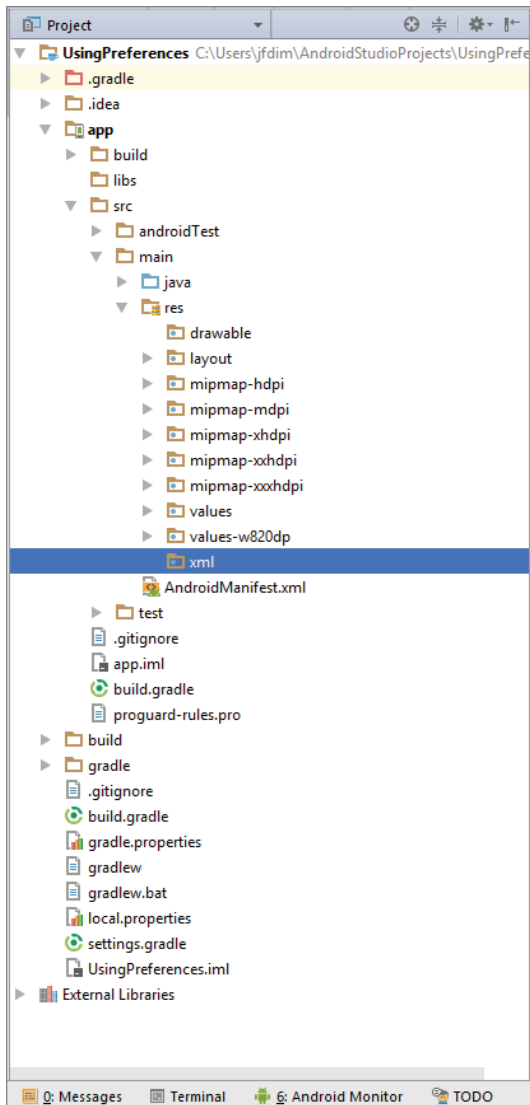 Project
UsingPreferences C:\Users\jfdim\AndroidStudioProjects\UsingPrefe
.gradle
.idea
app
build
libs
src
androidTest
main
java
res
drawable
layout
mipmap-hdpi
mipmap-mdpi
mipmap-xhdpi
mipmap-xxhdpi
mipmap-xxxhdpi
values
values-w820dp
xml
AndroidManifest.xml
test
.gitignore
app.iml
build.gradle
proguard-rules.pro
build
gradle
.gitignore
build.gradle
gradle.properties
gradlew
gradlew.bat
local.properties
settings.gradle
UsingPreferences.iml
External Libraries
0: Messages Terminal 6: Android Monitor TODO